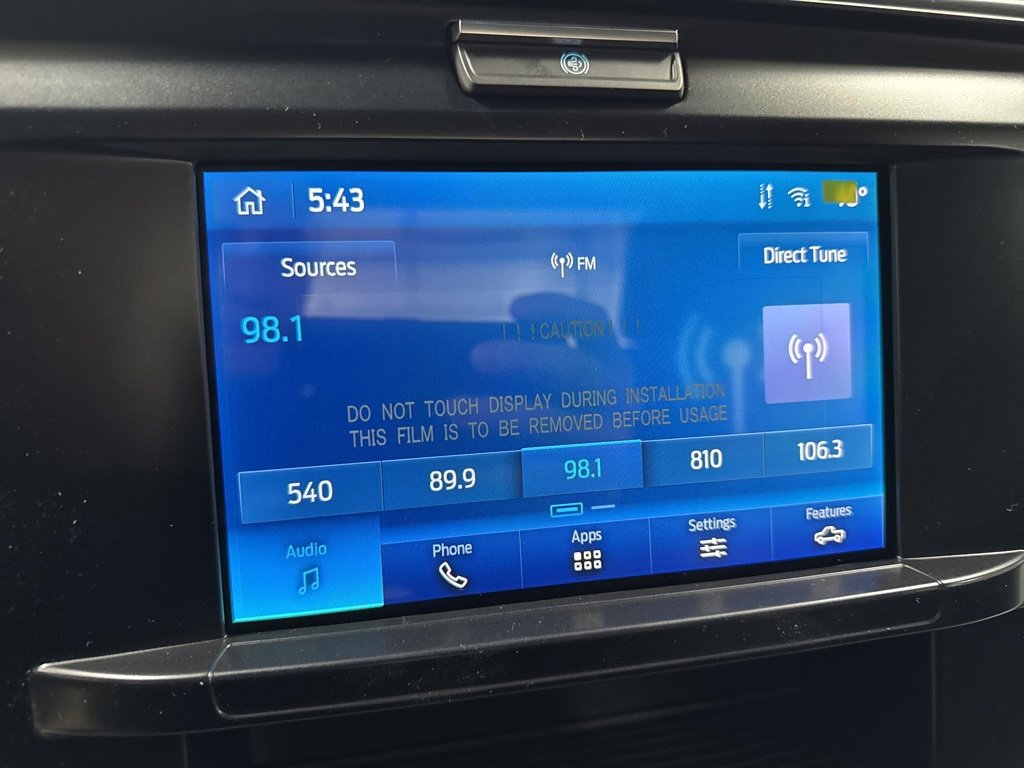 5:43
Sources
FM
Direct Tune
98.1
! ! ! CAUTION ! ! !
DO NOT TOUCH DISPLAY DURING INSTALLATION
THIS FILM IS TO BE REMOVED BEFORE USAGE
540 89.9 98.1 810 106.3
Audio Phone Apps Settings Features